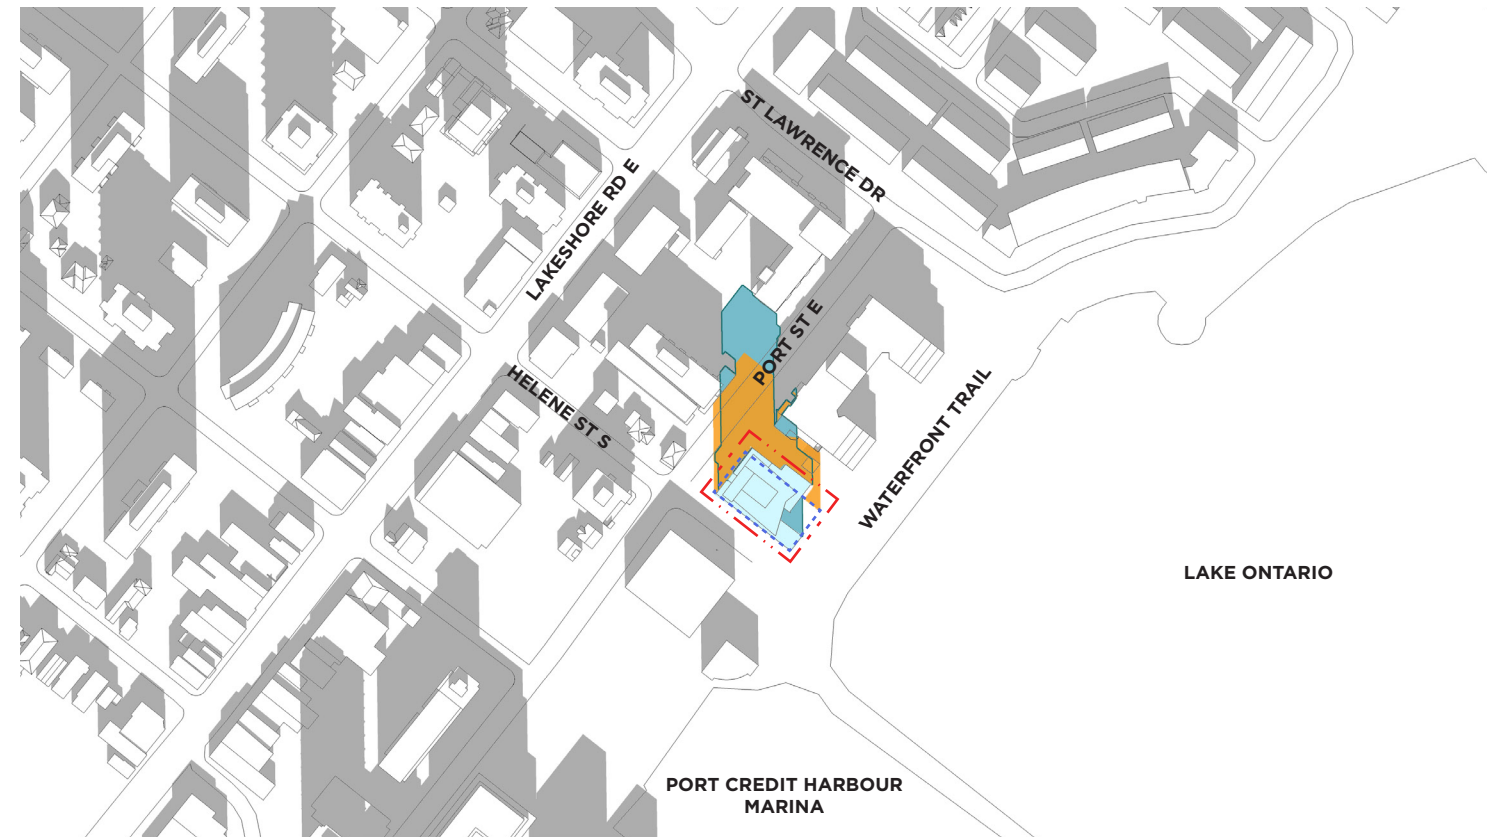 ST LAWRENCE DR
LAKESHORE RD E
PORT ST E
HELENE ST S
WATERFRONT TRAIL
LAKE ONTARIO
PORT CREDIT HARBOUR
MARINA